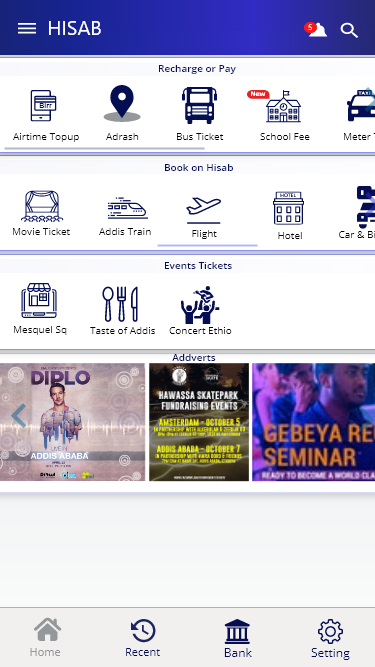 HISAB
5
Recharge or Pay
Birr
New
TAXI
Airtime Topup
Adrash
Bus Ticket
School Fee
Meter T
Book on Hisab
HOTEL
Movie Ticket
Addis Train
Flight
Hotel
Car & Bi
Events Tickets
Mesquel Sq
Taste of Addis
Concert Ethio
Addverts
DIPLO
ADDIS ABABA
HAWASSA SKATEPARK
FUNDRAISING EVENTS
AMSTERDAM - OCTOBER 5
ADDIS ABABA - OCTOBER 7
GEBEYA RE
SEMINAR
READY TO BECOME A WORLD-CLA
Home
Recent
Bank
Setting